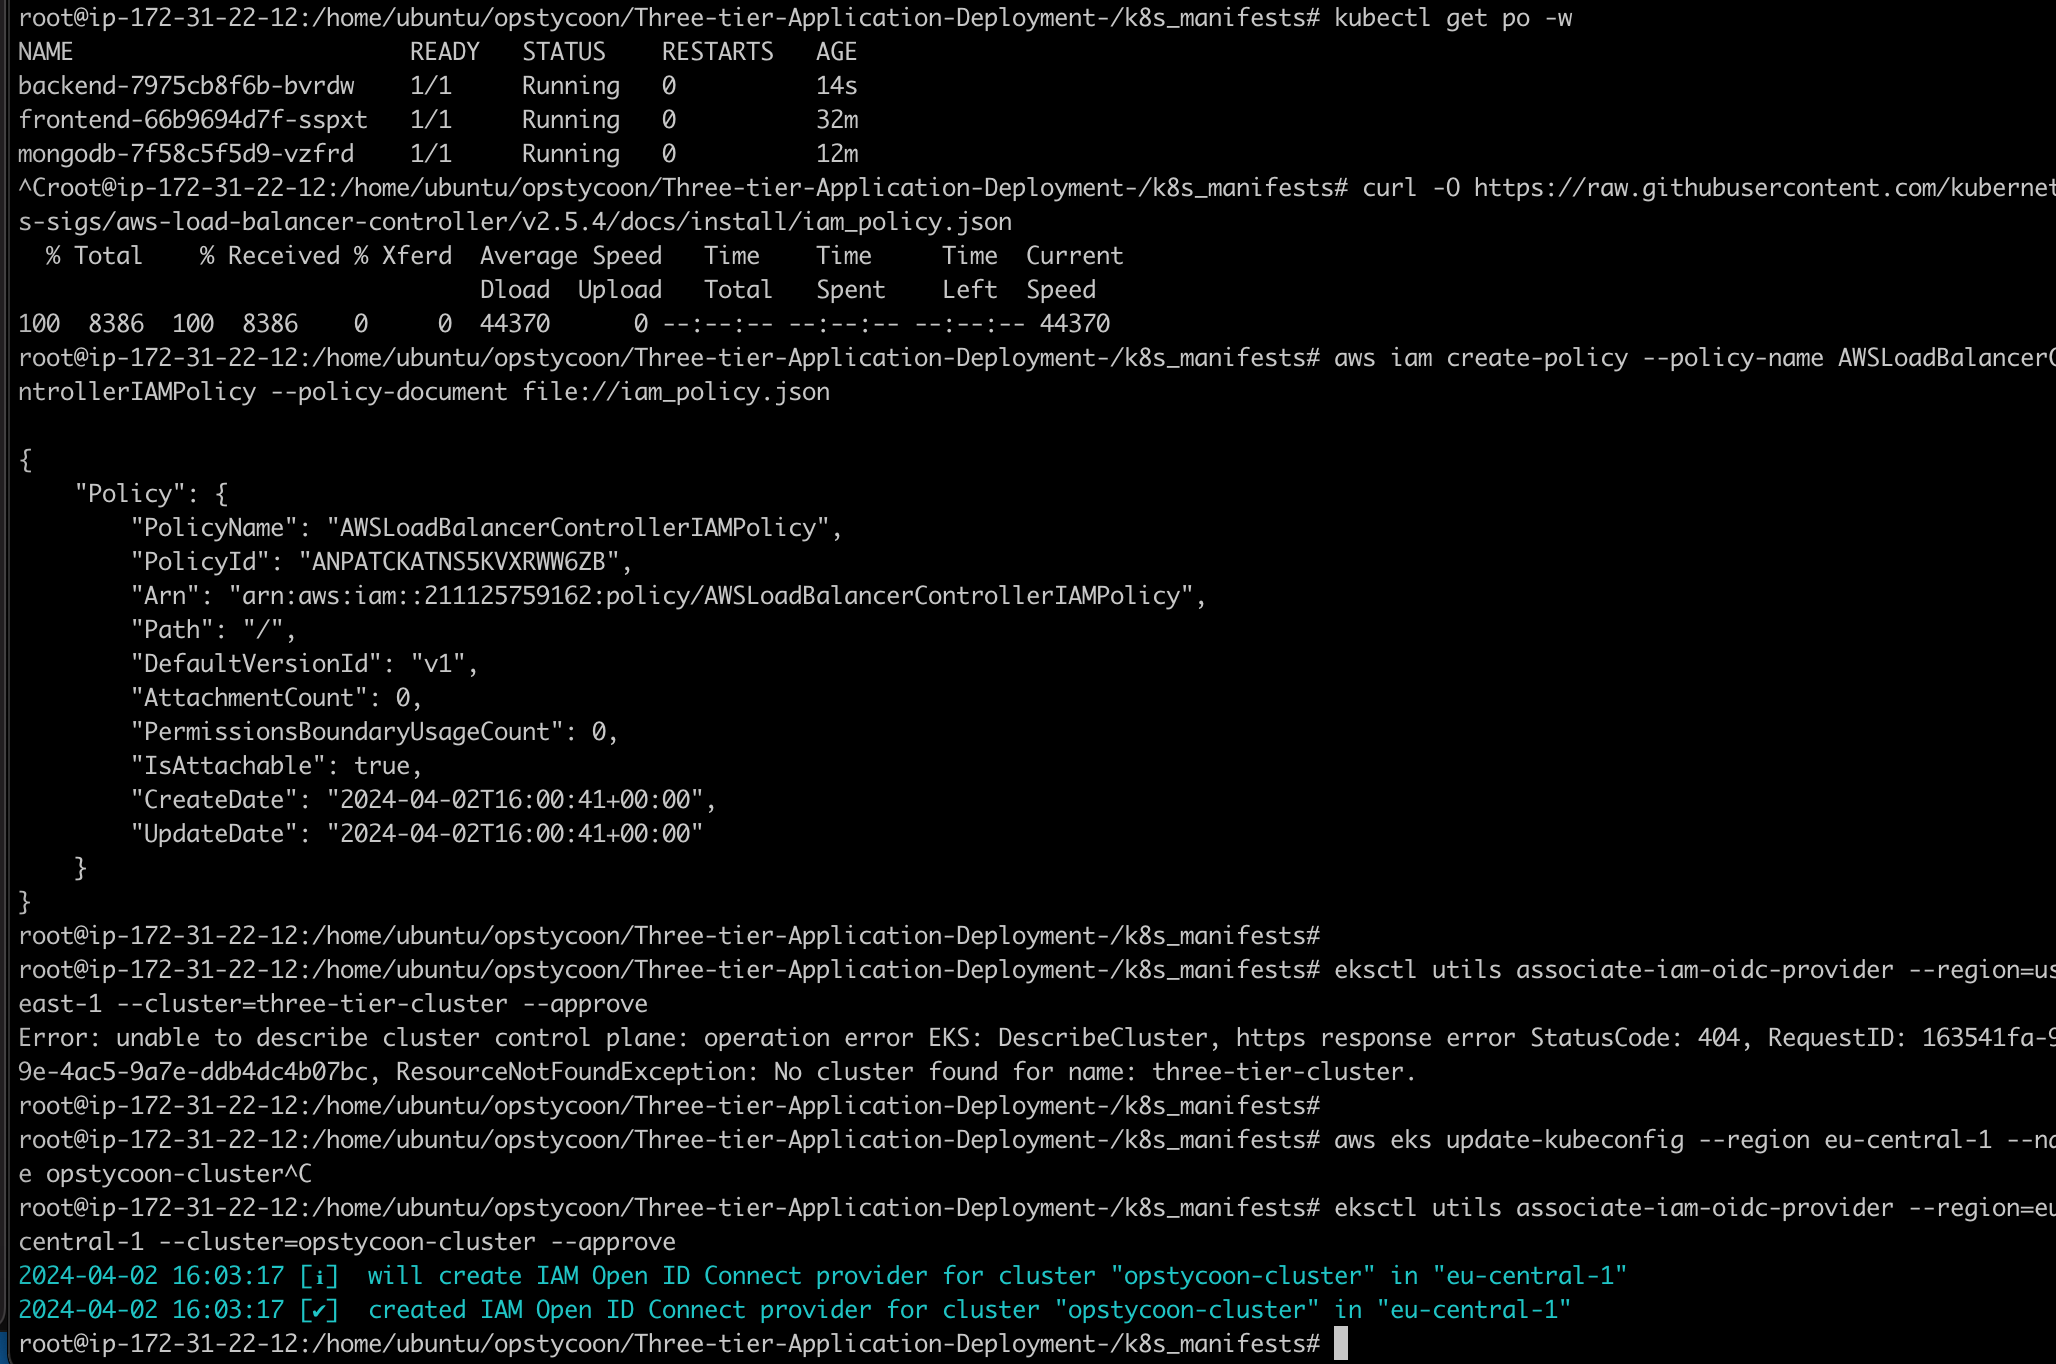 root@ip-172-31-22-12:/home/ubuntu/opstycoon/Three-tier-Application-Deployment-/k8s_manifests# kubectl get po -w
NAME                        READY   STATUS    RESTARTS   AGE
backend-7975cb8f6b-bvrdw    1/1     Running   0          14s
frontend-66b9694d7f-sspxt   1/1     Running   0          32m
mongodb-7f58c5f5d9-vzfrd    1/1     Running   0          12m
^Croot@ip-172-31-22-12:/home/ubuntu/opstycoon/Three-tier-Application-Deployment-/k8s_manifests# curl -O https://raw.githubusercontent.com/kubernet
s-sigs/aws-load-balancer-controller/v2.5.4/docs/install/iam_policy.json
  % Total    % Received % Xferd  Average Speed   Time    Time     Time  Current
                                 Dload  Upload   Total   Spent    Left  Speed
100  8386  100  8386    0     0  44370      0 --:--:-- --:--:-- --:--:-- 44370
root@ip-172-31-22-12:/home/ubuntu/opstycoon/Three-tier-Application-Deployment-/k8s_manifests# aws iam create-policy --policy-name AWSLoadBalancerC
ntrollerIAMPolicy --policy-document file://iam_policy.json
{
    "Policy": {
        "PolicyName": "AWSLoadBalancerControllerIAMPolicy",
        "PolicyId": "ANPATCKATNS5KVXRWW6ZB",
        "Arn": "arn:aws:iam::211125759162:policy/AWSLoadBalancerControllerIAMPolicy",
        "Path": "/",
        "DefaultVersionId": "v1",
        "AttachmentCount": 0,
        "PermissionsBoundaryUsageCount": 0,
        "IsAttachable": true,
        "CreateDate": "2024-04-02T16:00:41+00:00",
        "UpdateDate": "2024-04-02T16:00:41+00:00"
    }
}
root@ip-172-31-22-12:/home/ubuntu/opstycoon/Three-tier-Application-Deployment-/k8s_manifests#
root@ip-172-31-22-12:/home/ubuntu/opstycoon/Three-tier-Application-Deployment-/k8s_manifests# eksctl utils associate-iam-oidc-provider --region=us
east-1 --cluster=three-tier-cluster --approve
Error: unable to describe cluster control plane: operation error EKS: DescribeCluster, https response error StatusCode: 404, RequestID: 163541fa-9
9e-4ac5-9a7e-ddb4dc4b07bc, ResourceNotFoundException: No cluster found for name: three-tier-cluster.
root@ip-172-31-22-12:/home/ubuntu/opstycoon/Three-tier-Application-Deployment-/k8s_manifests#
root@ip-172-31-22-12:/home/ubuntu/opstycoon/Three-tier-Application-Deployment-/k8s_manifests# aws eks update-kubeconfig --region eu-central-1 --na
e opstycoon-cluster^C
root@ip-172-31-22-12:/home/ubuntu/opstycoon/Three-tier-Application-Deployment-/k8s_manifests# eksctl utils associate-iam-oidc-provider --region=eu
central-1 --cluster=opstycoon-cluster --approve
2024-04-02 16:03:17 [ℹ]  will create IAM Open ID Connect provider for cluster "opstycoon-cluster" in "eu-central-1"
2024-04-02 16:03:17 [✔]  created IAM Open ID Connect provider for cluster "opstycoon-cluster" in "eu-central-1"
root@ip-172-31-22-12:/home/ubuntu/opstycoon/Three-tier-Application-Deployment-/k8s_manifests#